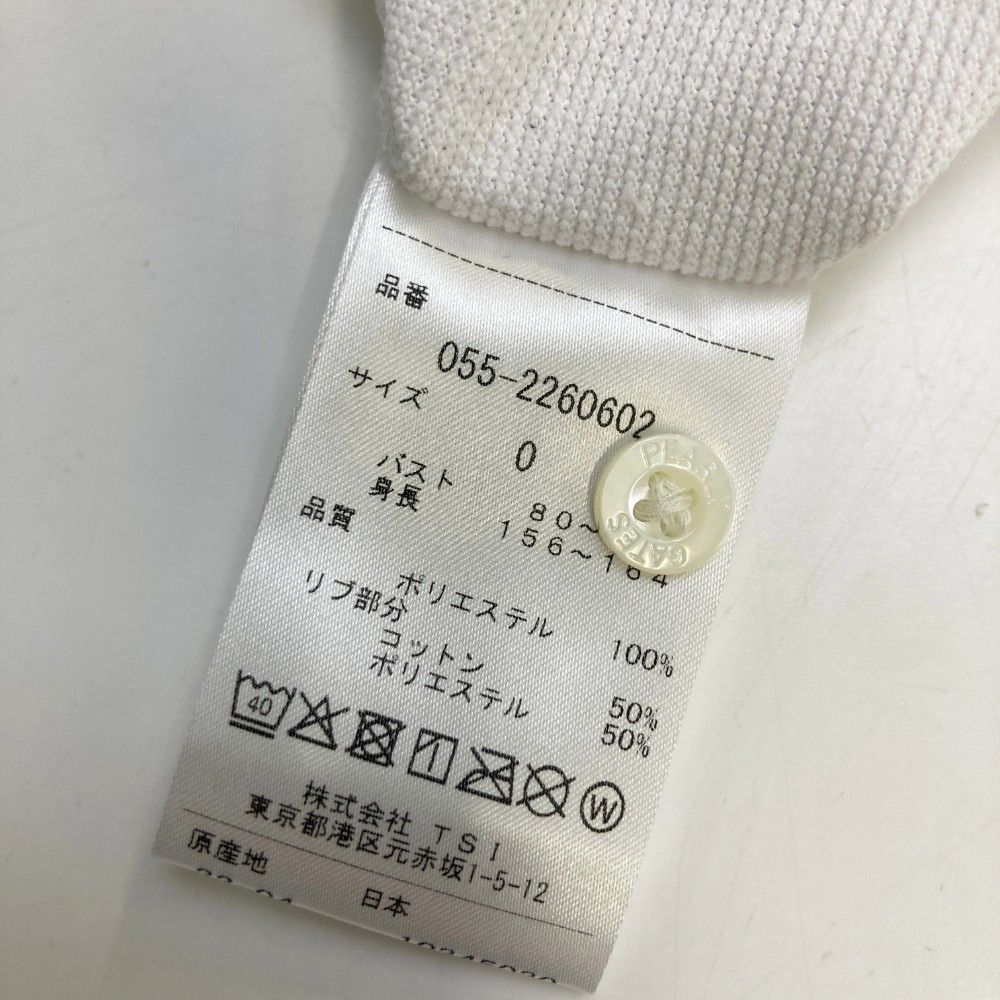 品番
055-2260602
サイズ
0
バスト
80～
身長
156～164
品質
ポリエステル 100%
リブ部分
コットン 50%
ポリエステル 50%
40
W
株式会社 TSI
東京都港区元赤坂1-5-12
原産地
日本
GATES